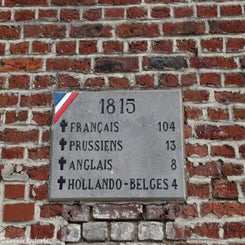 1815
FRANÇAIS 104
PRUSSIENS 13
ANGLAIS 8
HOLLANDO-BELGES 4